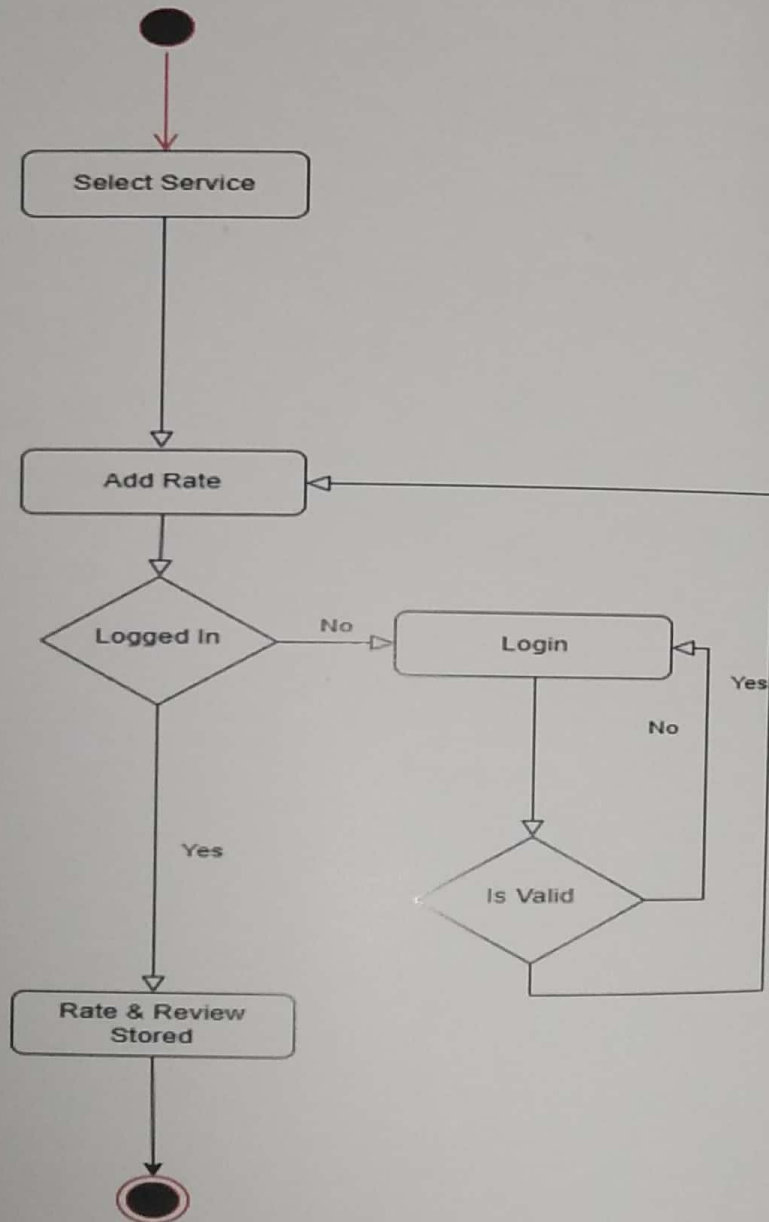 Select Service
Add Rate
Logged In
No
Login
Yes
No
Yes
Is Valid
Rate & Review
Stored